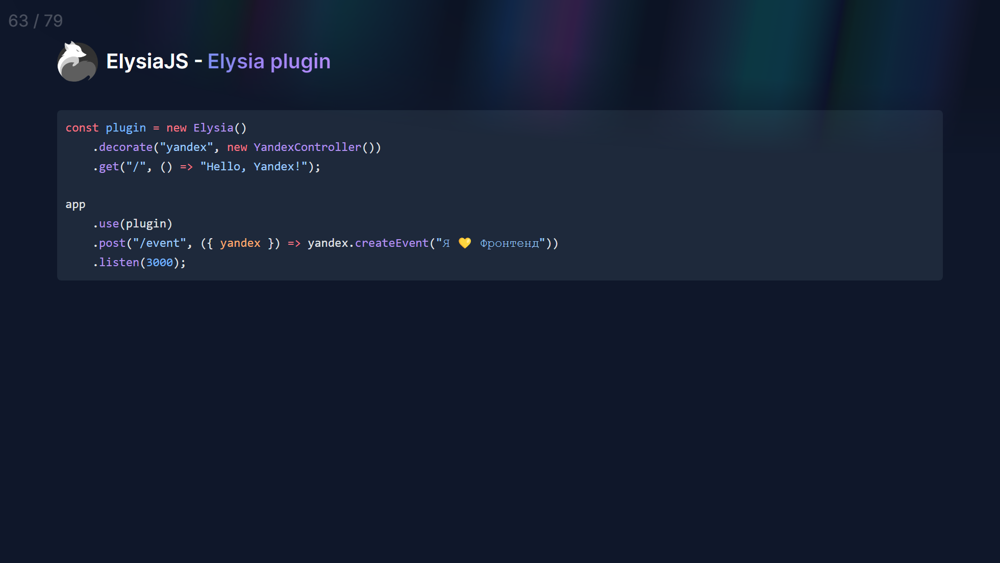 63 / 79
ElysiaJS - Elysia plugin
const plugin = new Elysia()
    .decorate("yandex", new YandexController())
    .get("/", () => "Hello, Yandex!");

app
    .use(plugin)
    .post("/event", ({ yandex }) => yandex.createEvent("Я 💛 Фронтенд"))
    .listen(3000);